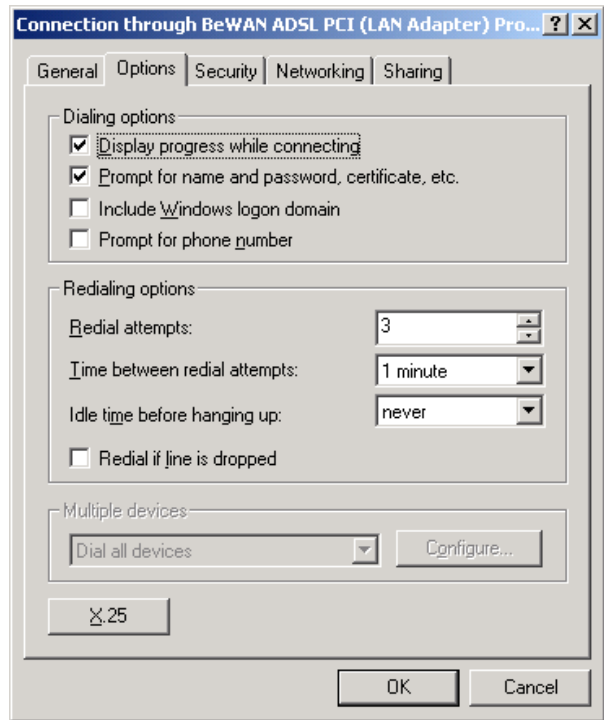 Connection through BeWAN ADSL PCI (LAN Adapter) Pro...
General Options Security Networking Sharing
Dialing options
Display progress while connecting
Prompt for name and password, certificate, etc.
Include Windows logon domain
Prompt for phone number
Redialing options
Redial attempts: 3
Time between redial attempts: 1 minute
Idle time before hanging up: never
Redial if line is dropped
Multiple devices
Dial all devices Configure...
X.25
OK Cancel